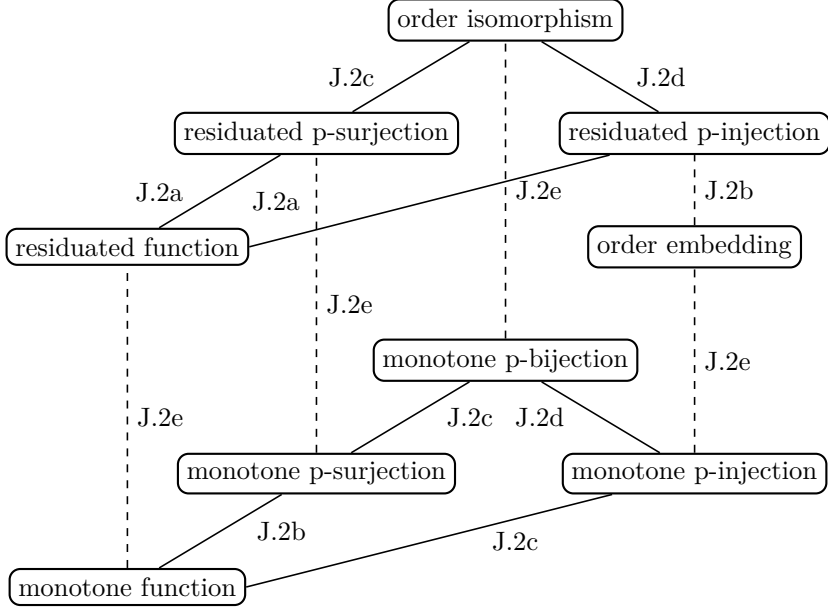 order isomorphism
J.2c
J.2d
residuated p-surjection
residuated p-injection
J.2a
J.2a
J.2e
J.2b
residuated function
order embedding
J.2e
monotone p-bijection
J.2e
J.2e
J.2c
J.2d
monotone p-surjection
monotone p-injection
J.2b
J.2c
monotone function